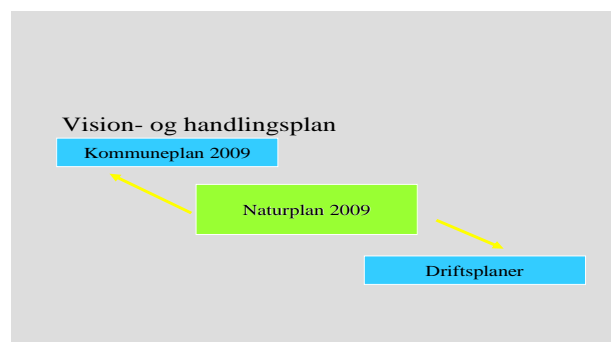 Vision- og handlingsplan
Kommuneplan 2009
Naturplan 2009
Driftsplaner